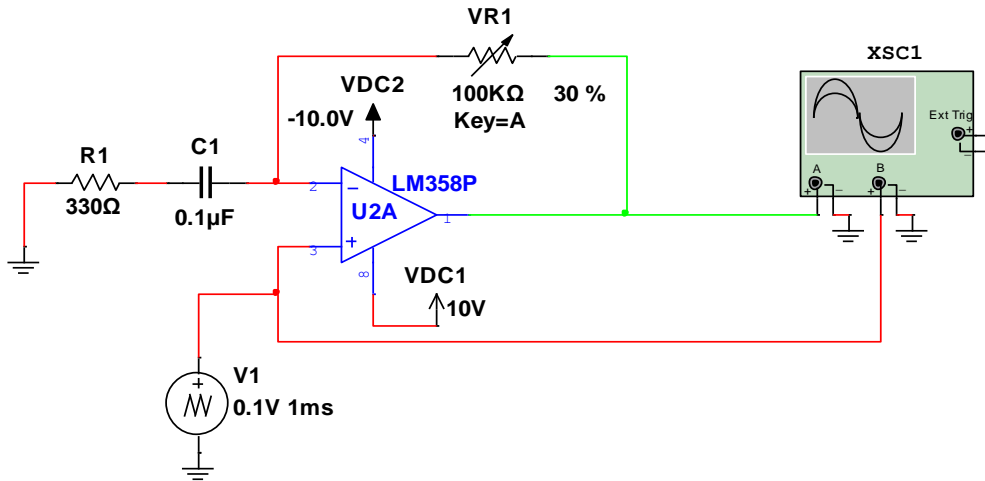 VR1
100KΩ 30 %
Key=A
XSC1
Ext Trig
+
−
A
B
+ − + −
VDC2
-10.0V
4
R1
330Ω
C1
0.1µF
2
−
LM358P
U2A
1
3
+
8
VDC1
10V
V1
+
0.1V 1ms